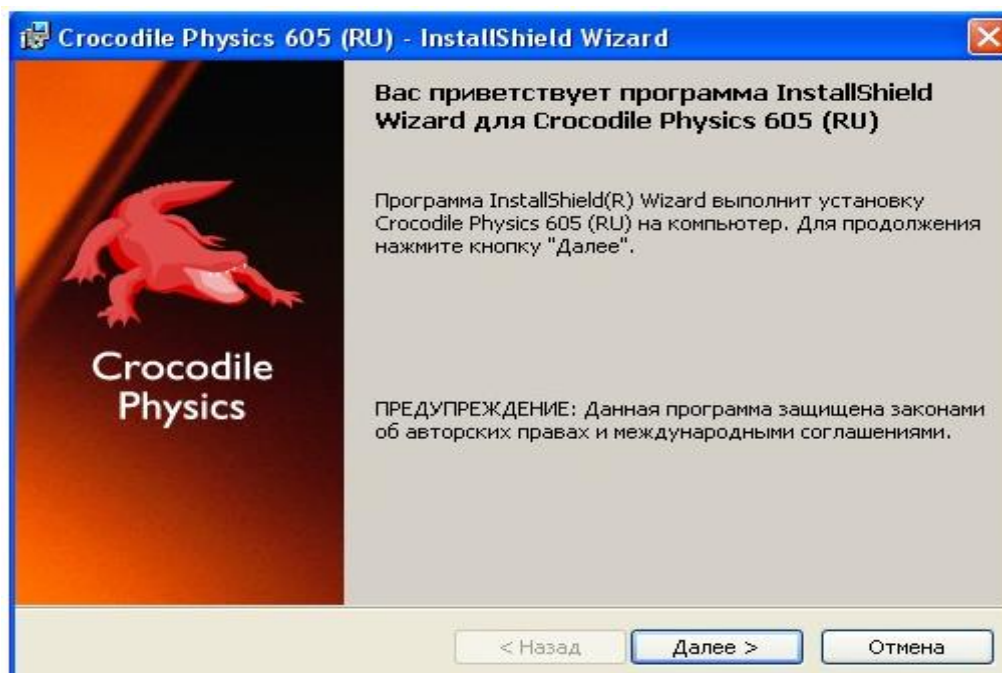 Crocodile Physics 605 (RU) - InstallShield Wizard
Вас приветствует программа InstallShield
Wizard для Crocodile Physics 605 (RU)
Программа InstallShield(R) Wizard выполнит установку
Crocodile Physics 605 (RU) на компьютер. Для продолжения
нажмите кнопку "Далее".
Crocodile
Physics
ПРЕДУПРЕЖДЕНИЕ: Данная программа защищена законами
об авторских правах и международными соглашениями.
< Назад
Далее >
Отмена